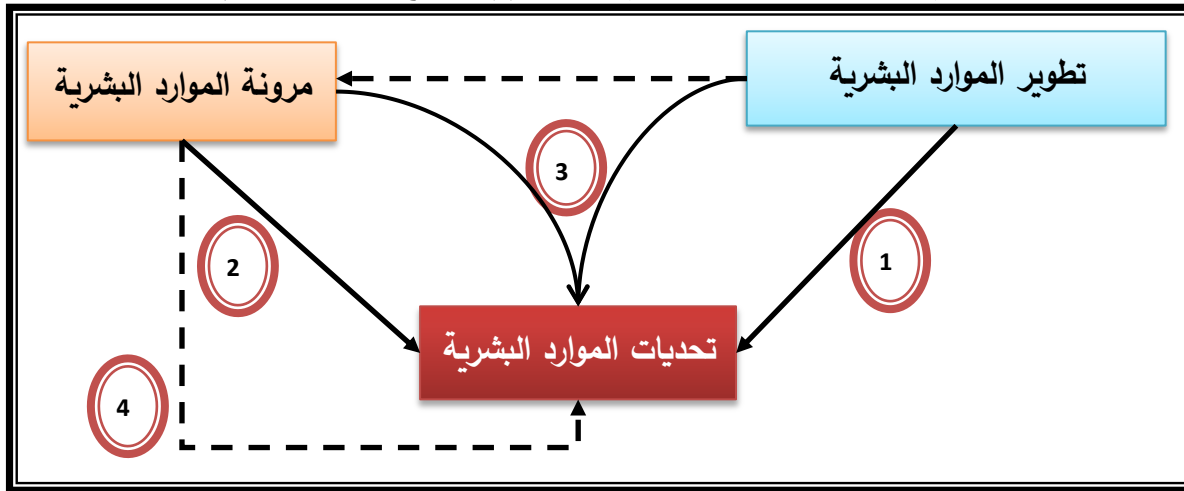 تطوير الموارد البشرية
مرونة الموارد البشرية
3
1
2
تحديات الموارد البشرية
4